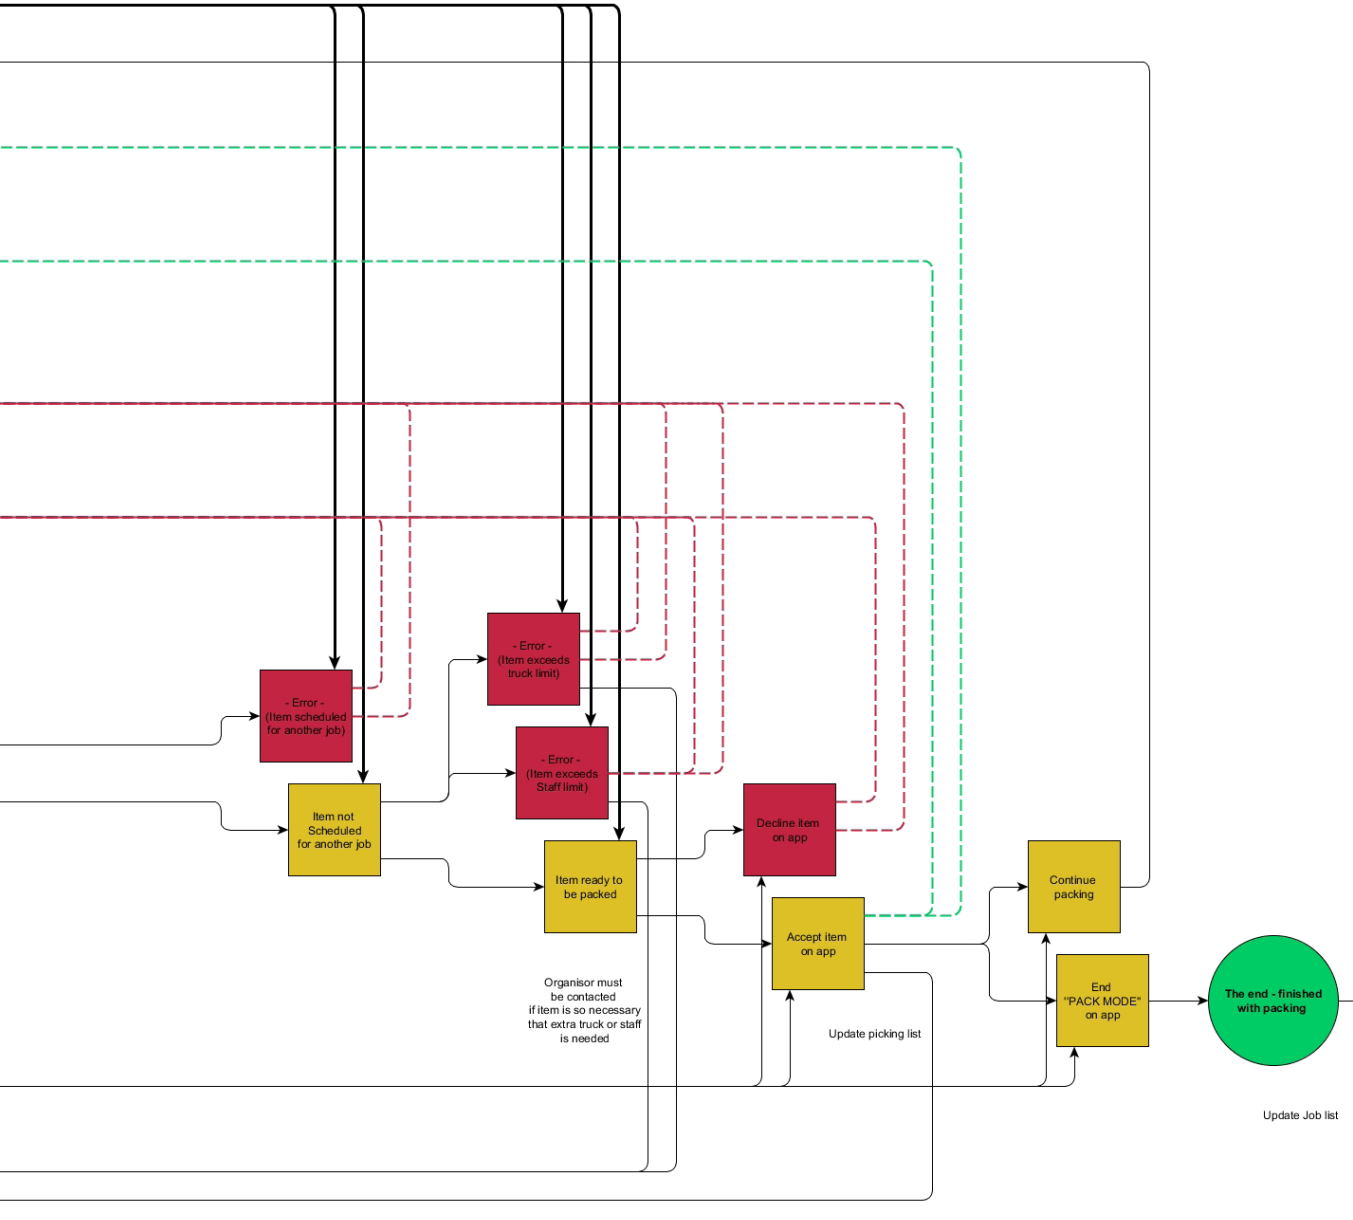 - Error -
(Item exceeds
truck limit)
- Error -
(Item scheduled
for another job)
- Error -
(Item exceeds
Staff limit)
Item not
Scheduled
for another job
Decline item
on app
Item ready to
be packed
Continue
packing
Accept item
on app
End
"PACK MODE"
on app
The end - finished
with packing
Organisor must
be contacted
if item is so necessary
that extra truck or staff
is needed
Update picking list
Update Job list